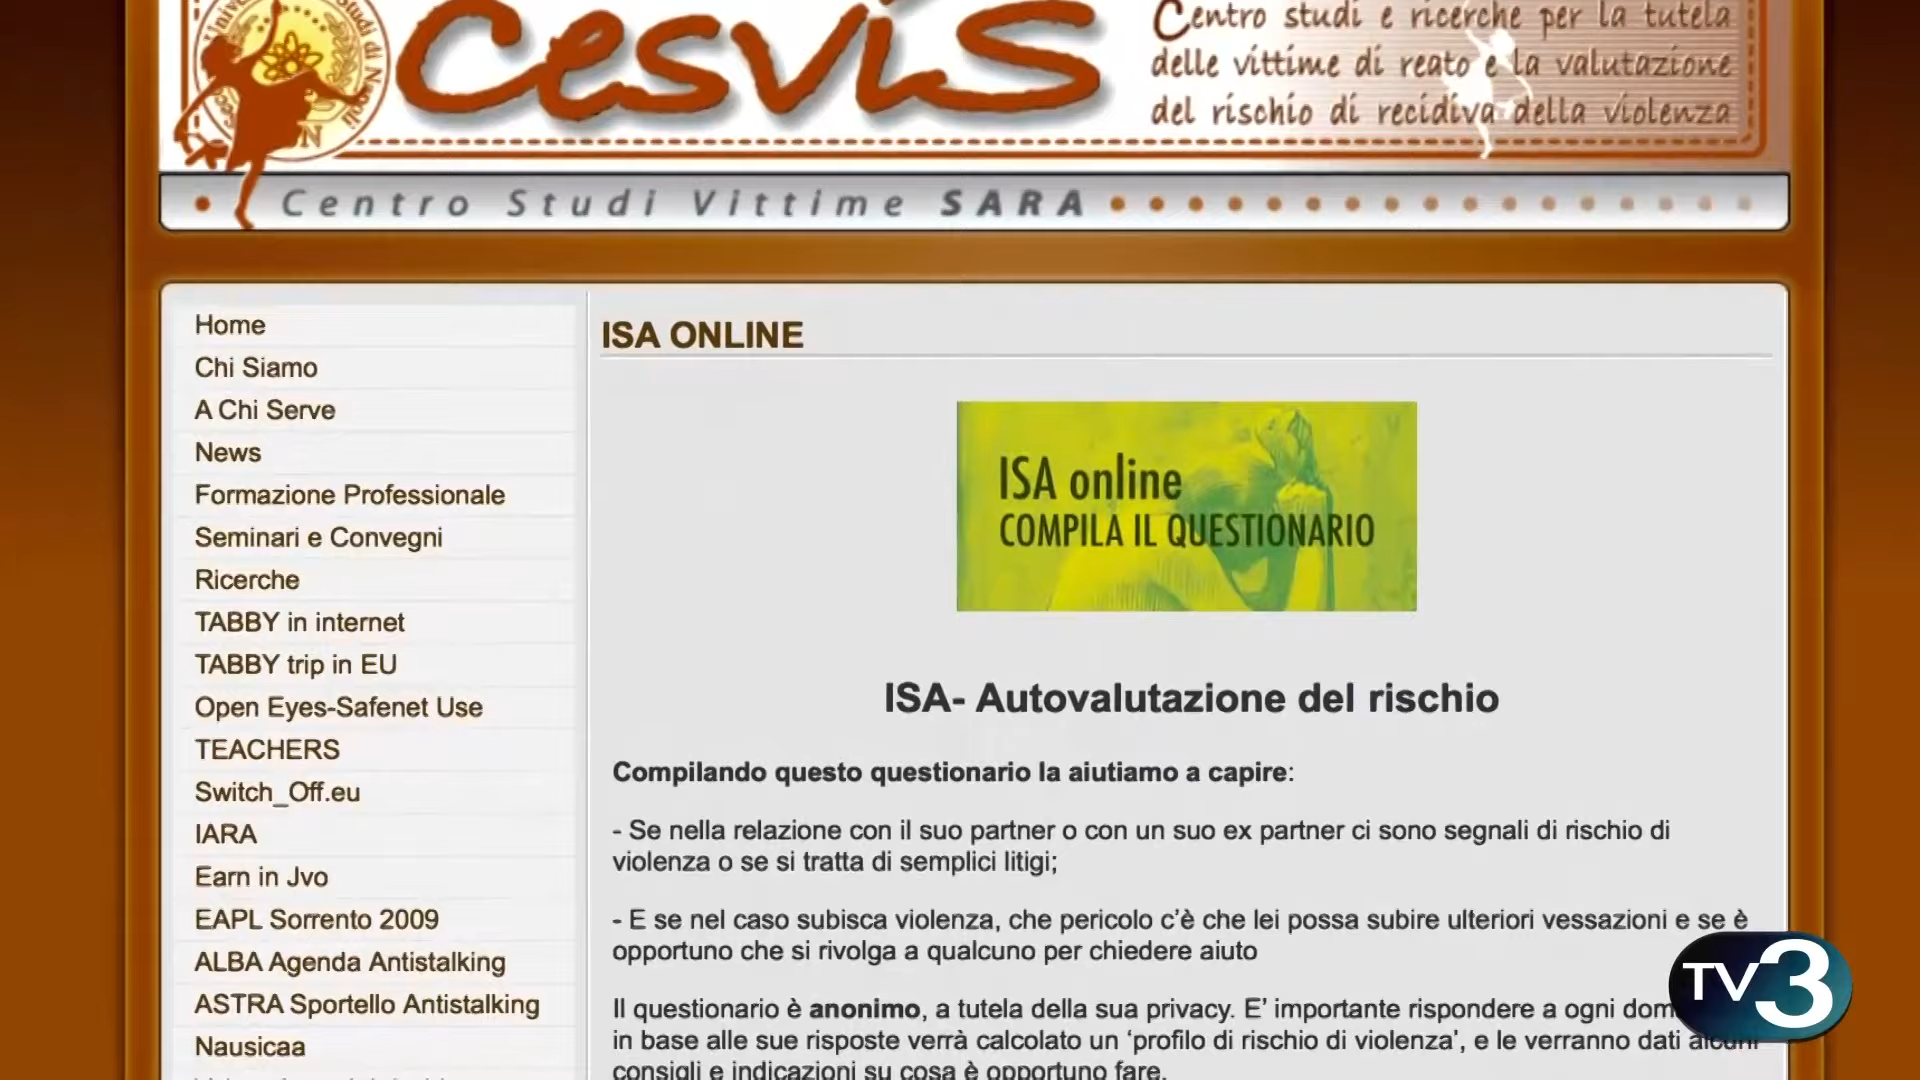 cesvis
Centro studi e ricerche per la tutela
delle vittime di reato e la valutazione
del rischio di recidiva della violenza
Centro Studi Vittime SARA
Home
Chi Siamo
A Chi Serve
News
Formazione Professionale
Seminari e Convegni
Ricerche
TABBY in internet
TABBY trip in EU
Open Eyes-Safenet Use
TEACHERS
Switch_Off.eu
IARA
Earn in Jvo
EAPL Sorrento 2009
ALBA Agenda Antistalking
ASTRA Sportello Antistalking
Nausicaa
ISA ONLINE
ISA online
COMPILA IL QUESTIONARIO
ISA- Autovalutazione del rischio
Compilando questo questionario la aiutiamo a capire:
- Se nella relazione con il suo partner o con un suo ex partner ci sono segnali di rischio di
violenza o se si tratta di semplici litigi;
- E se nel caso subisca violenza, che pericolo c'è che lei possa subire ulteriori vessazioni e se è
opportuno che si rivolga a qualcuno per chiedere aiuto
Il questionario è anonimo, a tutela della sua privacy. E' importante rispondere a ogni dom
in base alle sue risposte verrà calcolato un 'profilo di rischio di violenza', e le verranno dati alcuni
consigli e indicazioni su cosa è opportuno fare.
TV3